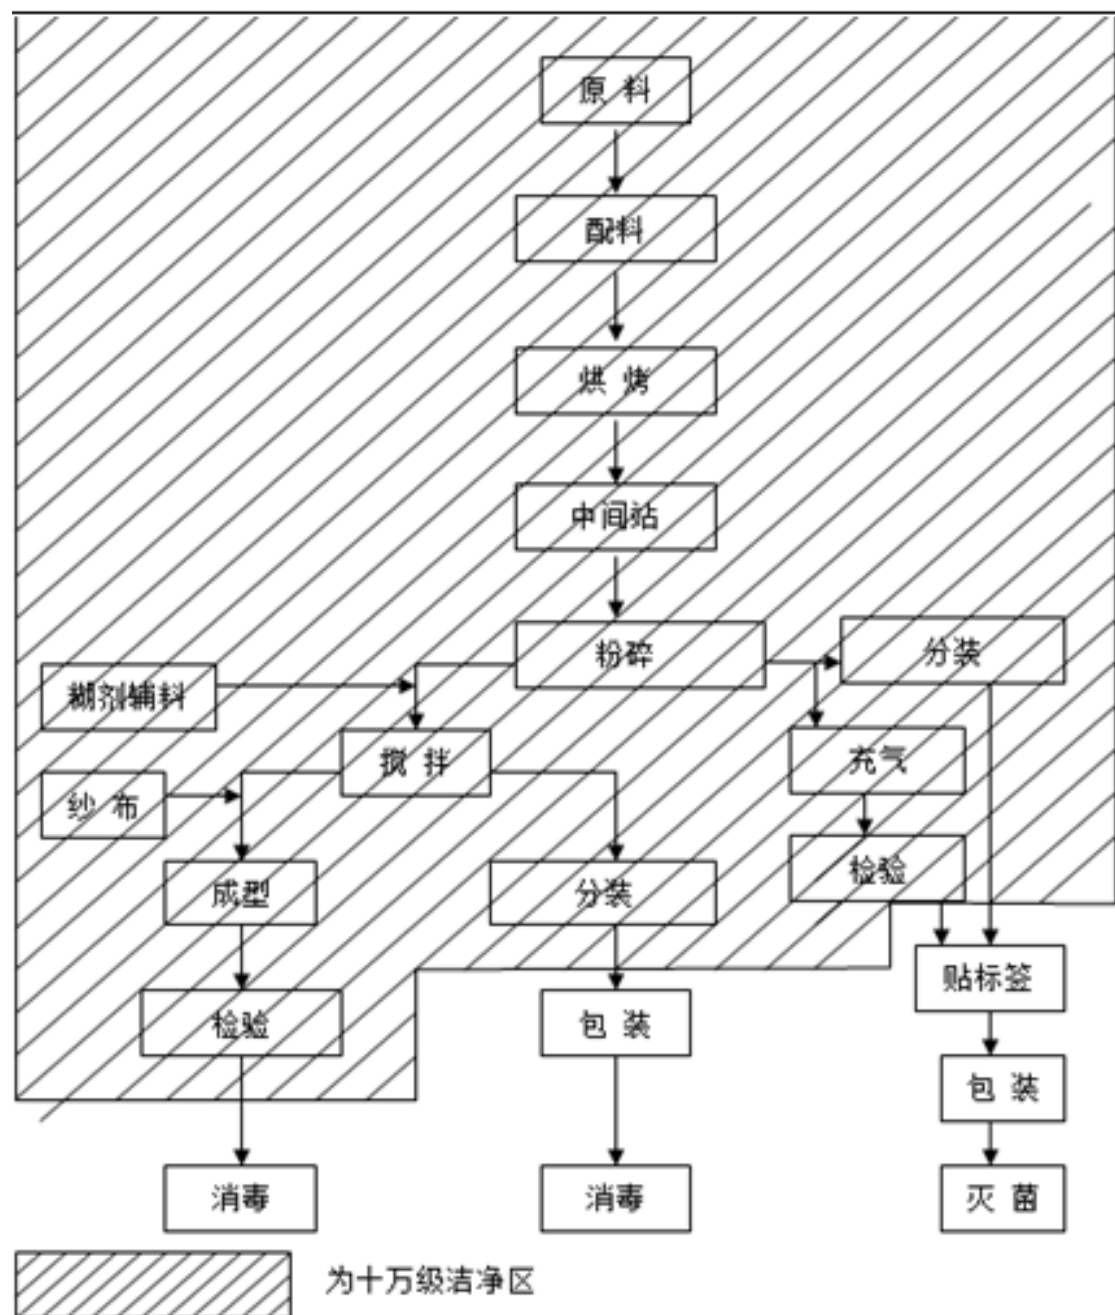 原 料
配料
烘 烤
中间站
粉碎
分装
糊剂辅料
搅 拌
充气
纱 布
成型
分装
检验
贴标签
检验
包 装
包 装
消毒
消毒
灭 菌
为十万级洁净区